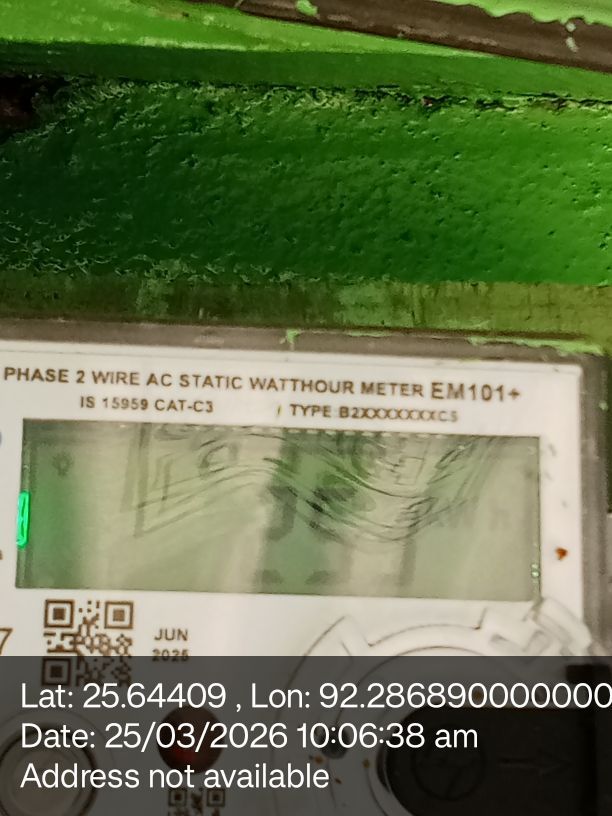 PHASE 2 WIRE AC STATIC WATTHOUR METER EM101+
IS 15959 CAT-C3 TYPE B2XXXXXXXC5
JUN
2025
Lat: 25.64409 , Lon: 92.286890000000
Date: 25/03/2026 10:06:38 am
Address not available